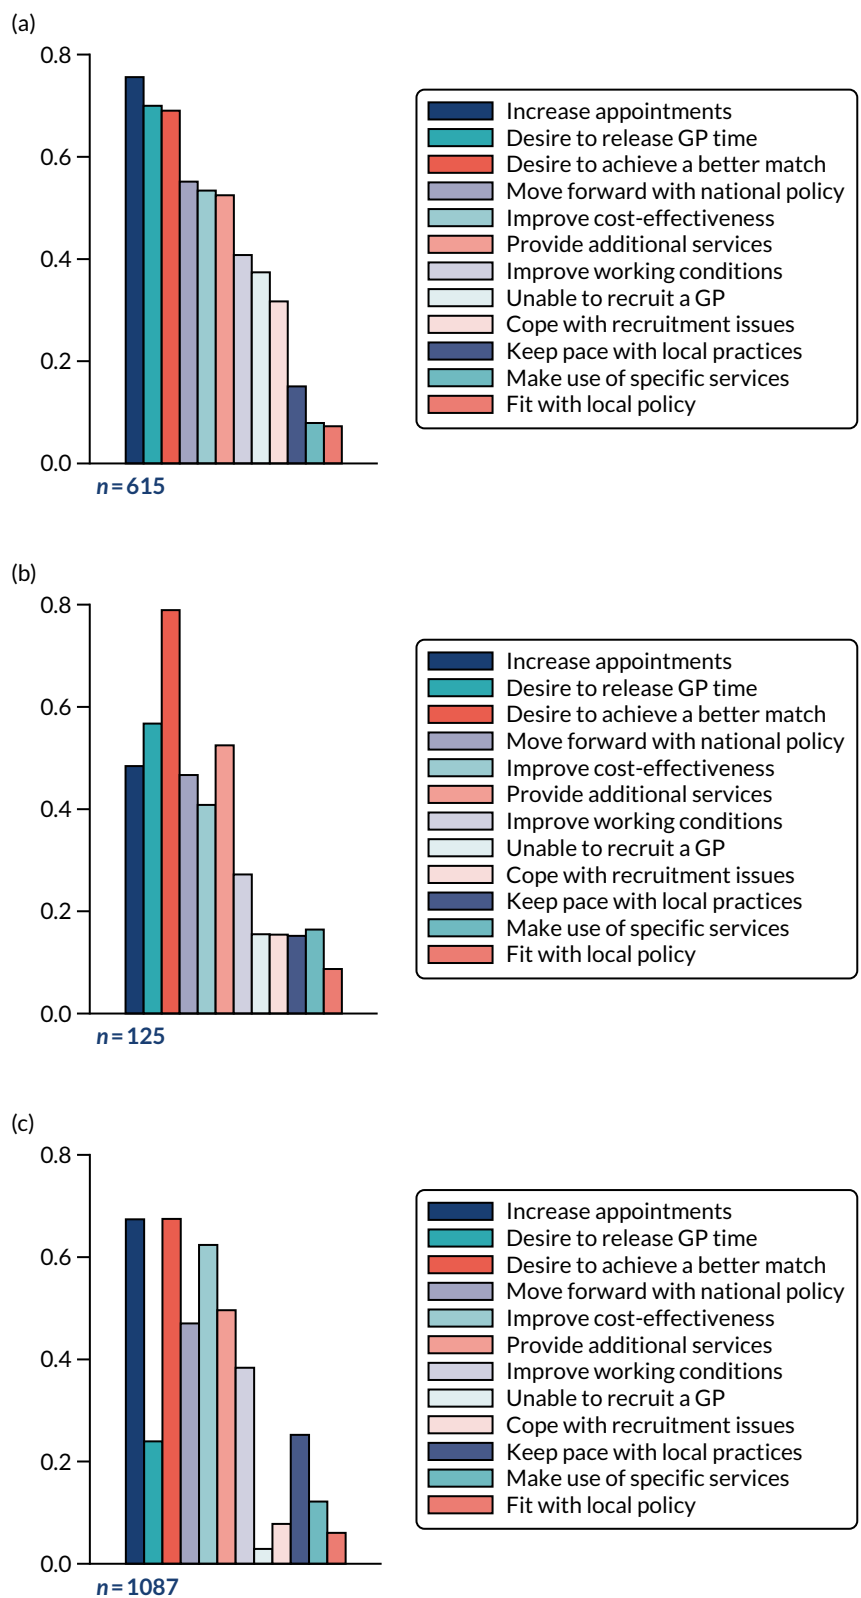 (a)
0.8
0.6
0.4
0.2
0.0
n=615
Increase appointments
Desire to release GP time
Desire to achieve a better match
Move forward with national policy
Improve cost-effectiveness
Provide additional services
Improve working conditions
Unable to recruit a GP
Cope with recruitment issues
Keep pace with local practices
Make use of specific services
Fit with local policy
(b)
0.8
0.6
0.4
0.2
0.0
n=125
Increase appointments
Desire to release GP time
Desire to achieve a better match
Move forward with national policy
Improve cost-effectiveness
Provide additional services
Improve working conditions
Unable to recruit a GP
Cope with recruitment issues
Keep pace with local practices
Make use of specific services
Fit with local policy
(c)
0.8
0.6
0.4
0.2
0.0
n=1087
Increase appointments
Desire to release GP time
Desire to achieve a better match
Move forward with national policy
Improve cost-effectiveness
Provide additional services
Improve working conditions
Unable to recruit a GP
Cope with recruitment issues
Keep pace with local practices
Make use of specific services
Fit with local policy